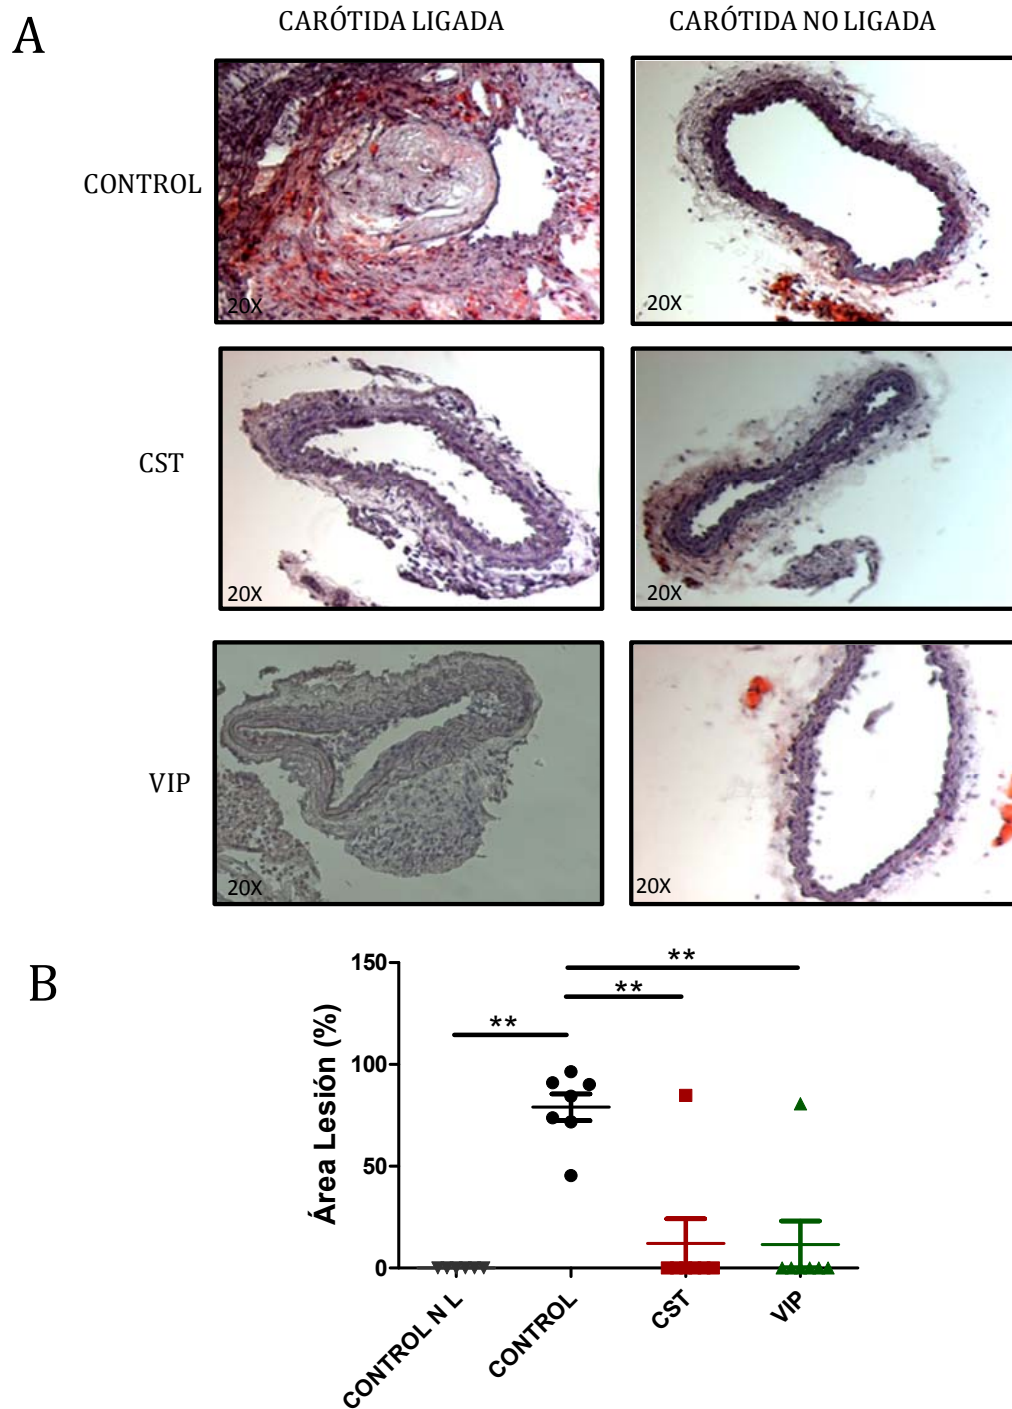 A
CARÓTIDA LIGADA
CARÓTIDA NO LIGADA
CONTROL
20X
20X
CST
20X
20X
VIP
20X
20X
B
Área Lesión (%)
150
100
50
0
**
**
**
CONTROL N L
CONTROL
CST
VIP